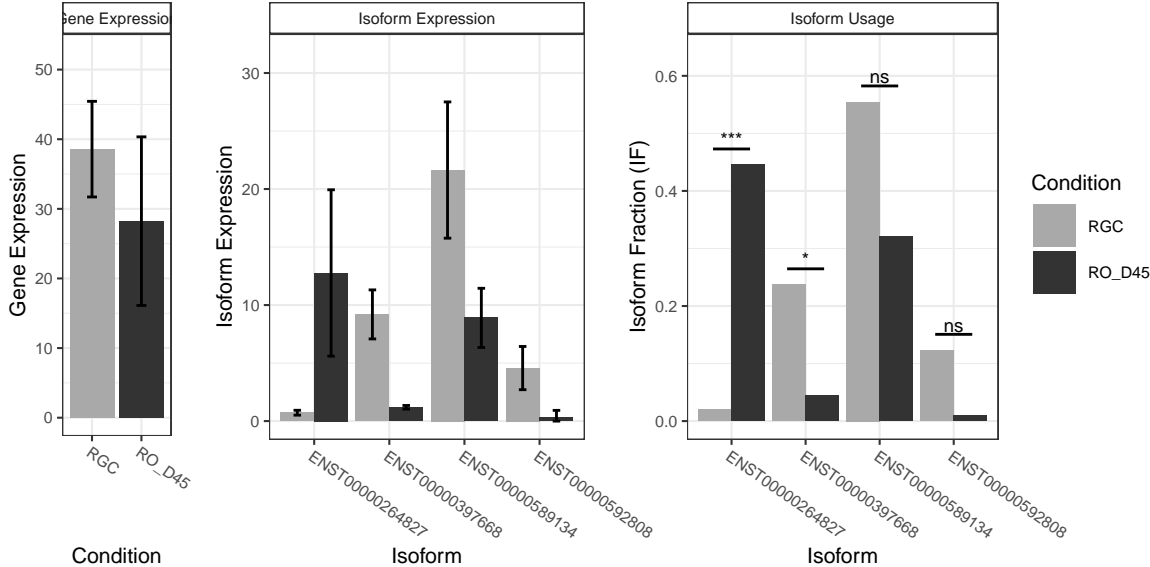 Gene Expression
Isoform Expression
Isoform Usage
Gene Expression
50
40
30
20
10
0
RGC
RO_D45
Condition
Isoform Expression
30
20
10
0
ENST00000264827
ENST00000397668
ENST00000589134
ENST00000592808
Isoform
Isoform Fraction (IF)
0.6
0.4
0.2
0.0
***
*
ns
ns
ENST00000264827
ENST00000397668
ENST00000589134
ENST00000592808
Isoform
Condition
RGC
RO_D45